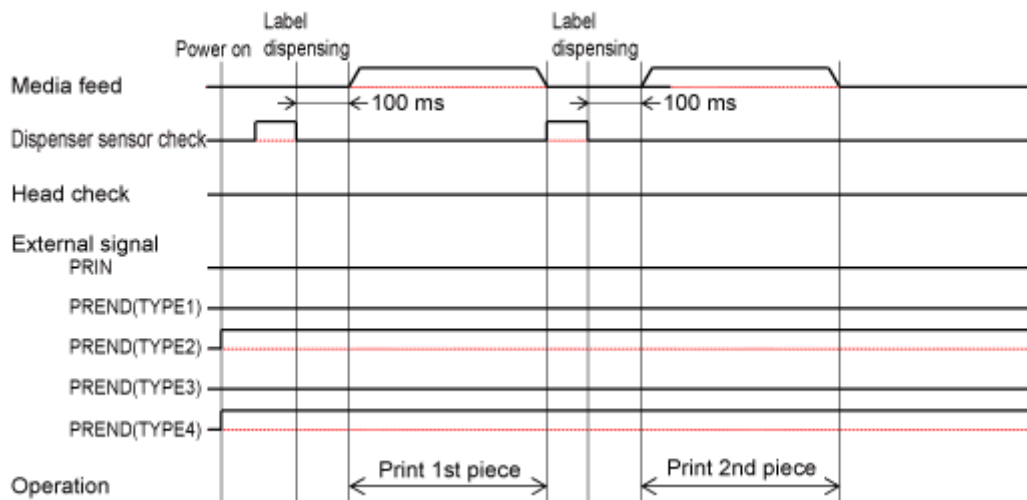 Label
dispensing
Label
dispensing
Power on
Media feed
100 ms
100 ms
Dispenser sensor check
Head check
External signal
PRIN
PREND(TYPE1)
PREND(TYPE2)
PREND(TYPE3)
PREND(TYPE4)
Operation
Print 1st piece
Print 2nd piece